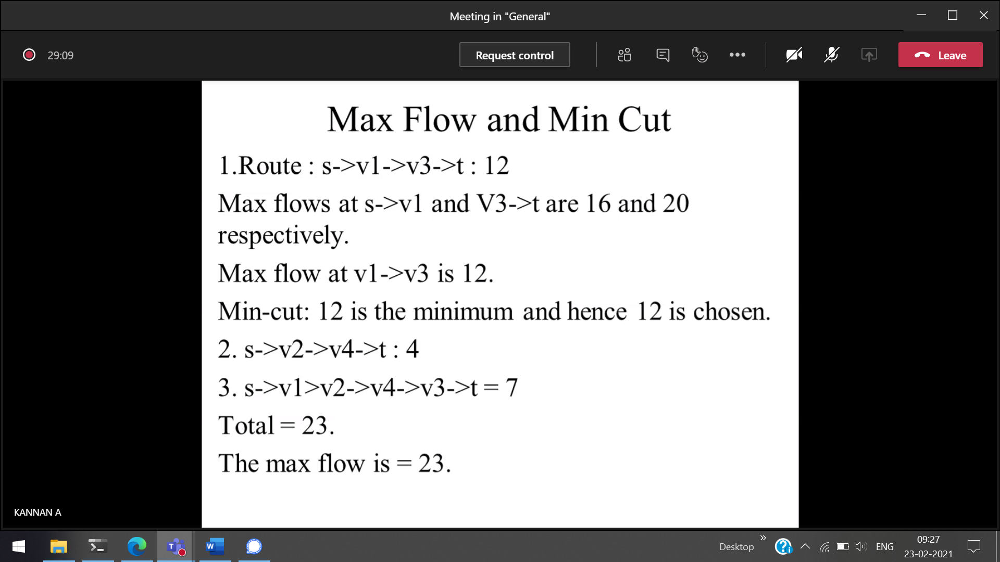 Meeting in "General"
29:09
Request control
Leave
Max Flow and Min Cut
1.Route : s->v1->v3->t : 12
Max flows at s->v1 and V3->t are 16 and 20
respectively.
Max flow at v1->v3 is 12.
Min-cut: 12 is the minimum and hence 12 is chosen.
2. s->v2->v4->t : 4
3. s->v1>v2->v4->v3->t = 7
Total = 23.
The max flow is = 23.
KANNAN A
Desktop
ENG
09:27
23-02-2021